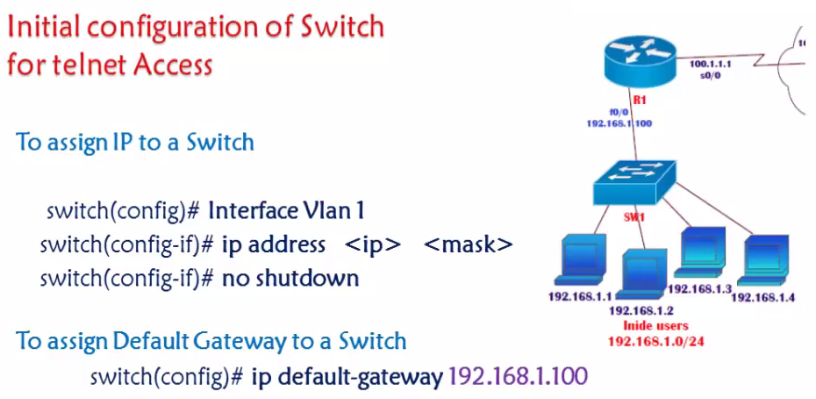 Initial configuration of Switch
for telnet Access
To assign IP to a Switch
switch(config)# Interface Vlan 1
switch(config-if)# ip address <ip> <mask>
switch(config-if)# no shutdown
To assign Default Gateway to a Switch
switch(config)# ip default-gateway 192.168.1.100
100.1.1.1
s0/0
R1
f0/0
192.168.1.100
SW1
192.168.1.1
192.168.1.2
192.168.1.3
192.168.1.4
Inide users
192.168.1.0/24